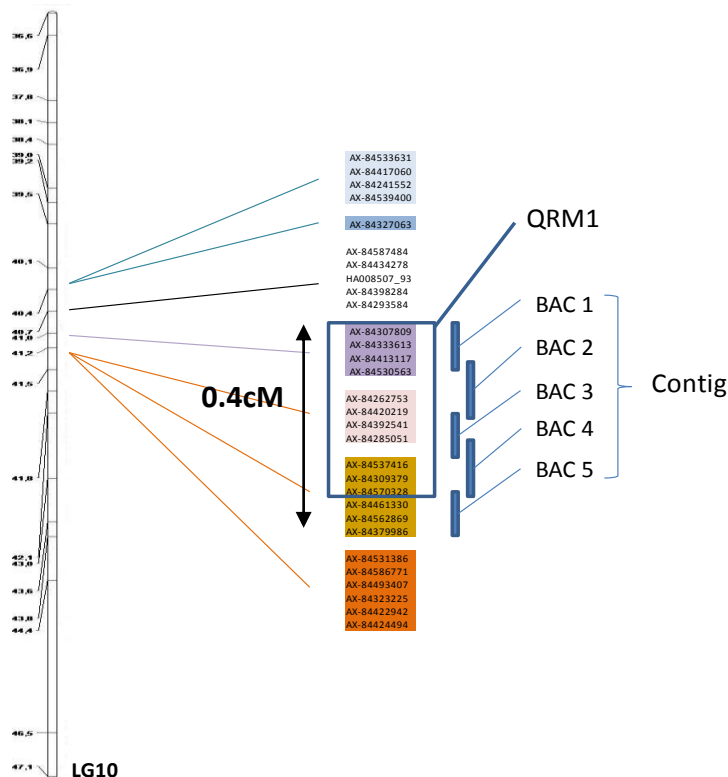 36,6
36,9
37,8
38,1
38,4
39,0
39,2
39,5
40,1
40,4
40,7
41,0
41,2
41,5
41,8
42,1
43,0
43,6
43,8
44,4
46,5
47,1
LG10
AX-84533631
AX-84417060
AX-84241552
AX-84539400
AX-84327063
AX-84587484
AX-84434278
HA008507_93
AX-84398284
AX-84293584
AX-84307809
AX-84333613
AX-84413117
AX-84530563
AX-84262753
AX-84420219
AX-84392541
AX-84285051
AX-84537416
AX-84309379
AX-84570328
AX-84461330
AX-84562869
AX-84379986
AX-84531386
AX-84586771
AX-84493407
AX-84323225
AX-84422942
AX-84424494
0.4cM
QRM1
BAC 1
BAC 2
BAC 3
BAC 4
BAC 5
Contig